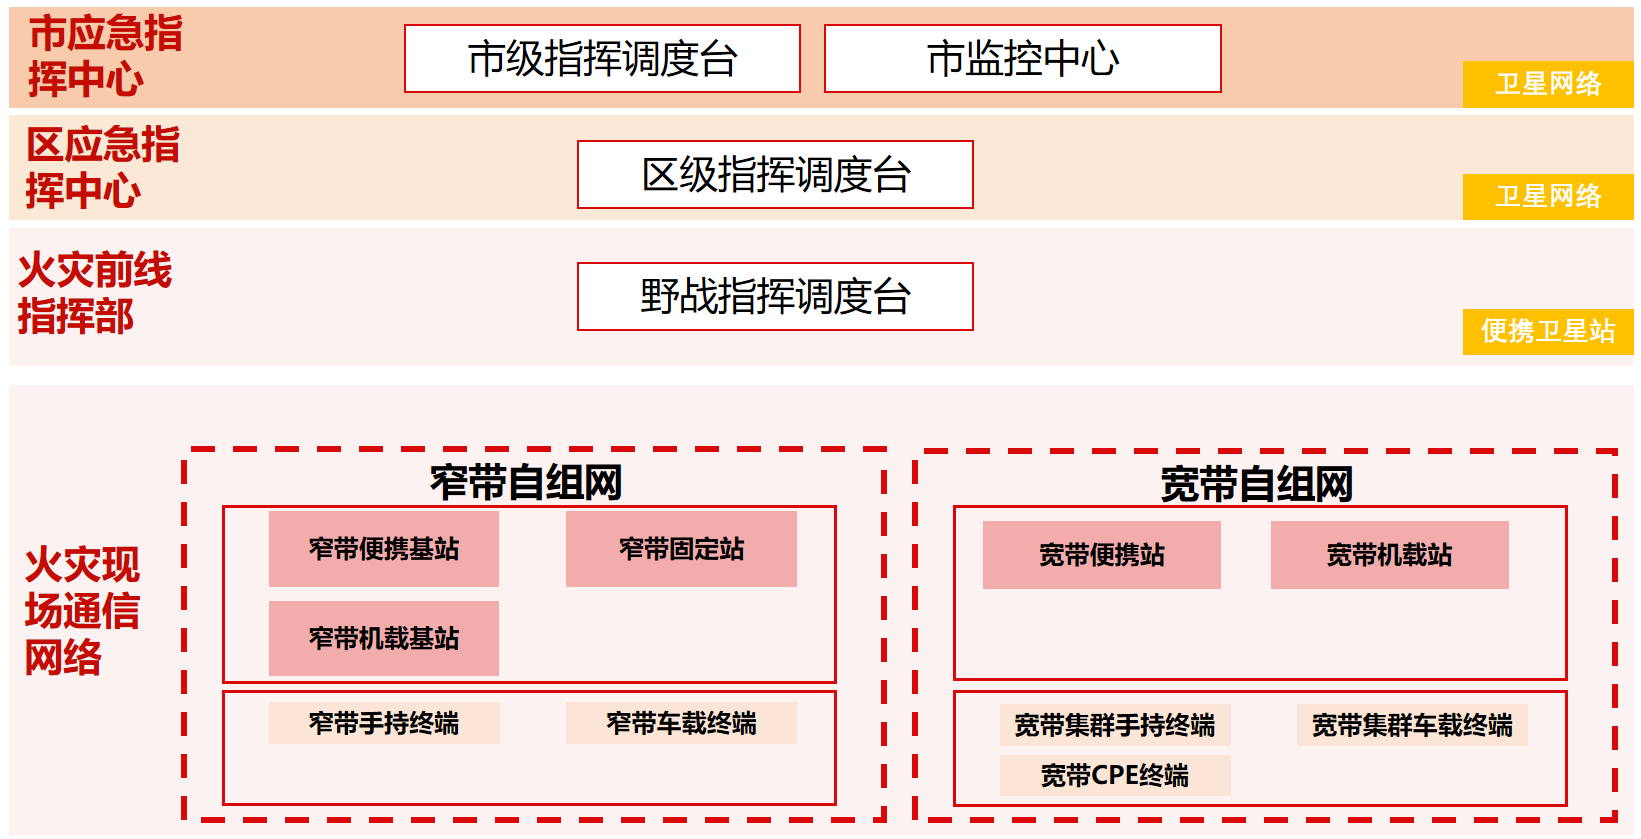 市应急指
挥中心
市级指挥调度台
市监控中心
卫星网络
区应急指
挥中心
区级指挥调度台
卫星网络
火灾前线
指挥部
野战指挥调度台
便携卫星站
火灾现
场通信
网络
窄带自组网
窄带便携基站
窄带固定站
窄带机载基站
窄带手持终端
窄带车载终端
宽带自组网
宽带便携站
宽带机载站
宽带集群手持终端
宽带集群车载终端
宽带CPE终端